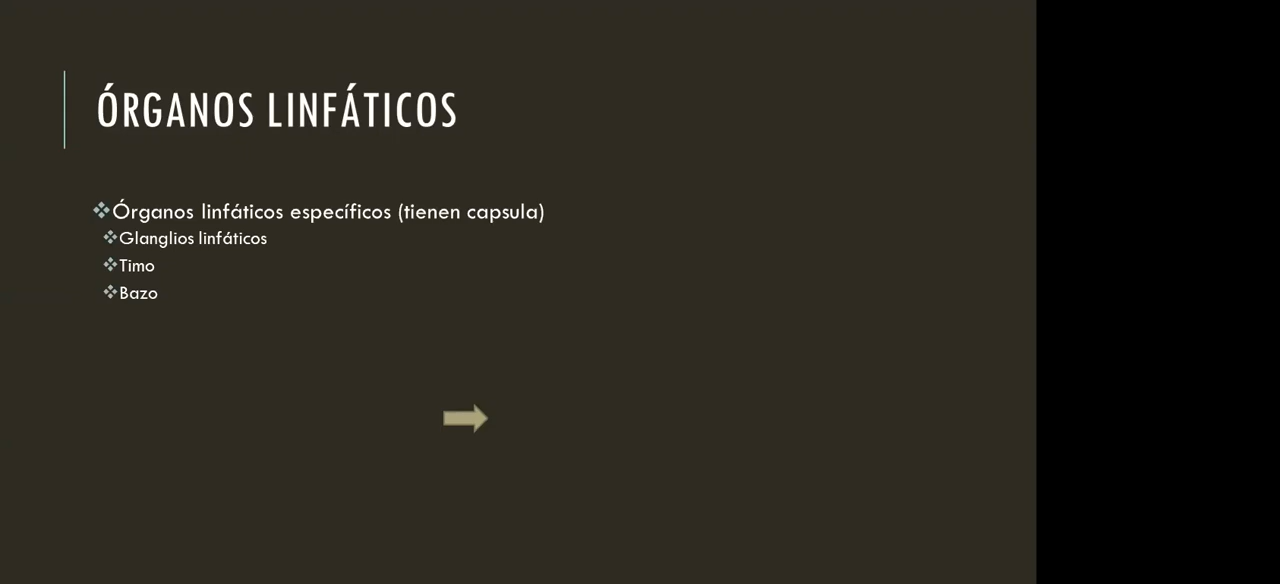 ÓRGANOS LINFÁTICOS
❖Órganos linfáticos específicos (tienen capsula)
❖Glanglios linfáticos
❖Timo
❖Bazo